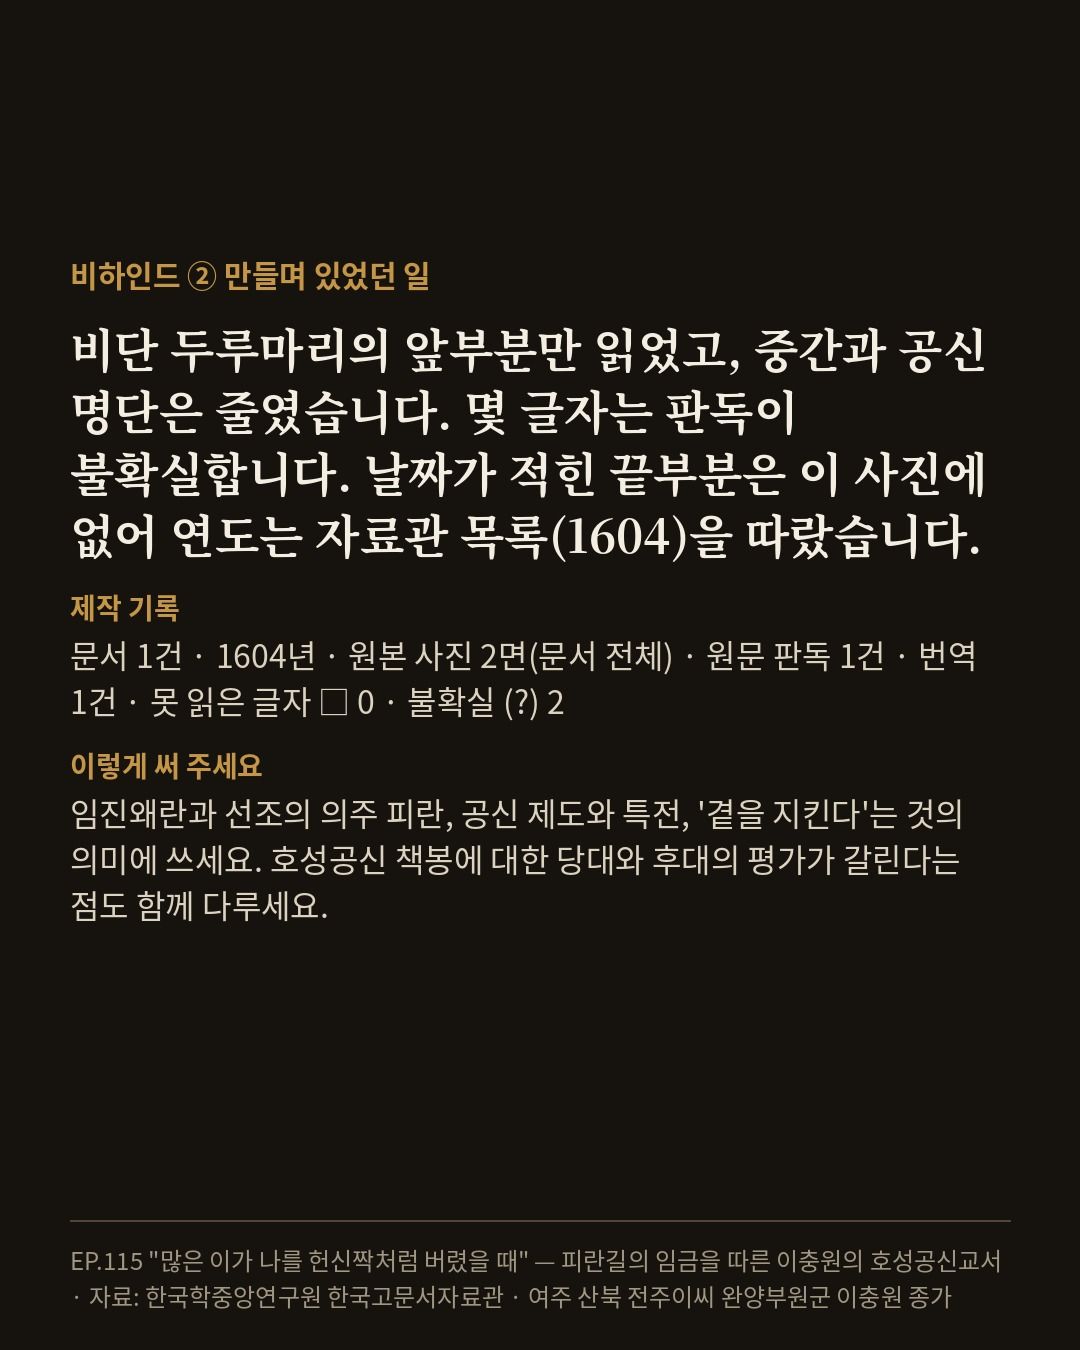 비하인드 ② 만들며 있었던 일
비단 두루마리의 앞부분만 읽었고, 중간과 공신
명단은 줄였습니다. 몇 글자는 판독이
불확실합니다. 날짜가 적힌 끝부분은 이 사진에
없어 연도는 자료관 목록(1604)을 따랐습니다.
제작 기록
문서 1건 · 1604년 · 원본 사진 2면(문서 전체) · 원문 판독 1건 · 번역
1건 · 못 읽은 글자 □ 0 · 불확실 (?) 2
이렇게 써 주세요
임진왜란과 선조의 의주 피란, 공신 제도와 특전, '곁을 지킨다'는 것의
의미에 쓰세요. 호성공신 책봉에 대한 당대와 후대의 평가가 갈린다는
점도 함께 다루세요.
EP.115 "많은 이가 나를 헌신짝처럼 버렸을 때" — 피란길의 임금을 따른 이충원의 호성공신교서
· 자료: 한국학중앙연구원 한국고문서자료관 · 여주 산북 전주이씨 완양부원군 이충원 종가